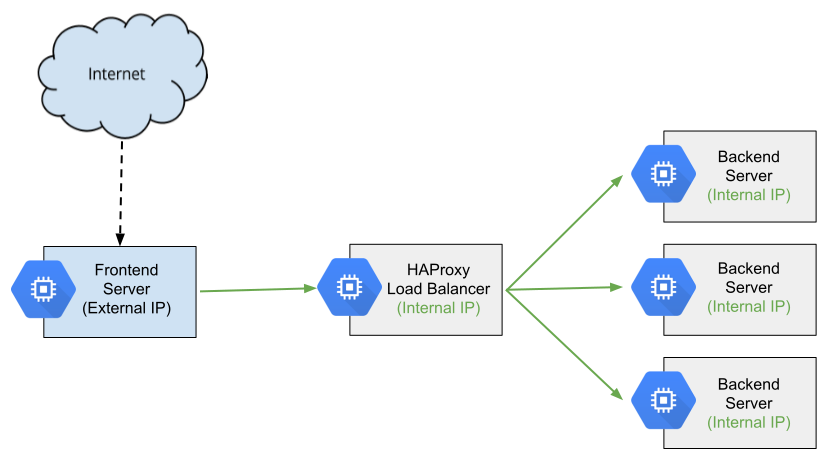 Internet
Frontend
Server
(External IP)
HAProxy
Load Balancer
(Internal IP)
Backend
Server
(Internal IP)
Backend
Server
(Internal IP)
Backend
Server
(Internal IP)